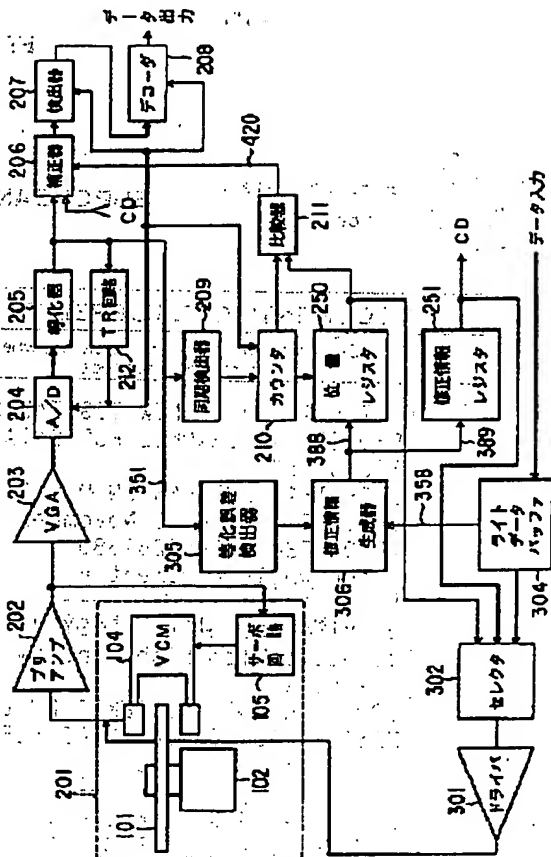 データ出力
207
検出器
デコーダ
208
206
補正器
420
CD
比較器
211
205
等化器
TR回路
212
同期検出器
209
カウンタ
210
250
位置レジスタ
CD
251
修正情報レジスタ
データ入力
204
A/D
203
VGA
351
305
等化誤差検出器
306
修正情報生成器
388
389
358
ライトデータバッファ
304
202
プリアンプ
201
104
VCM
サーボ回路
105
101
102
302
セレクタ
301
ドライバ